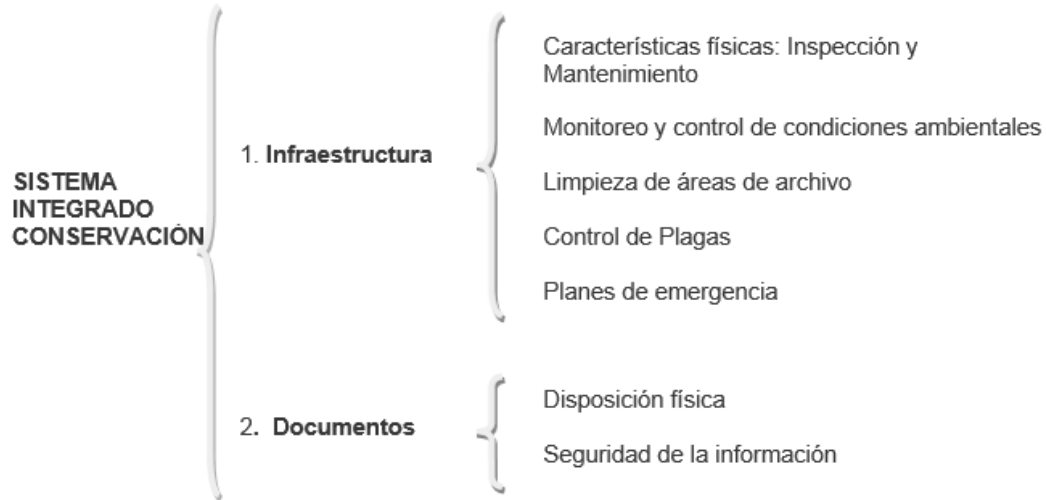 SISTEMA
INTEGRADO
CONSERVACIÓN
1. Infraestructura
Características físicas: Inspección y
Mantenimiento
Monitoreo y control de condiciones ambientales
Limpieza de áreas de archivo
Control de Plagas
Planes de emergencia
2. Documentos
Disposición física
Seguridad de la información